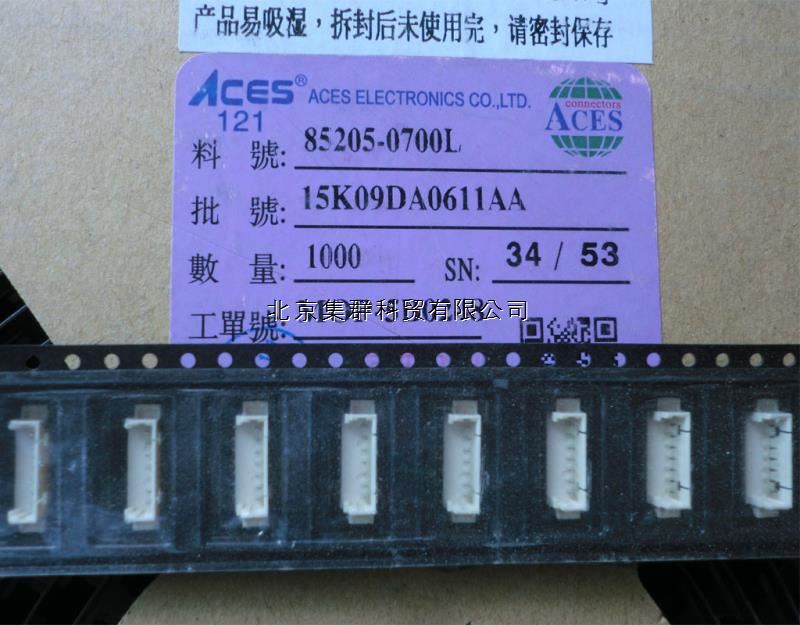 产品易吸湿，拆封后未使用完，请密封保存
ACES® ACES ELECTRONICS CO.,LTD.
connectors
ACES
121
料 號: 85205-0700L
批 號: 15K09DA0611AA
數 量: 1000 SN: 34 / 53
工單號:
北京集群科贸有限公司